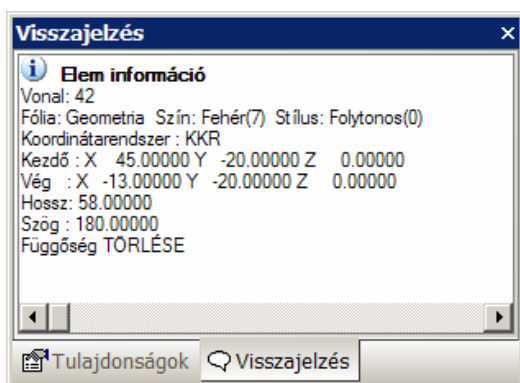 Visszajelzés
Elem információ
Vonal: 42
Fólia: Geometria Szín: Fehér(7) Stílus: Folytonos(0)
Koordinátarendszer : KKR
Kezdő : X 45.00000 Y -20.00000 Z 0.00000
Vég : X -13.00000 Y -20.00000 Z 0.00000
Hossz: 58.00000
Szög : 180.00000
Függőség TÖRLÉSE
Tulajdonságok Visszajelzés